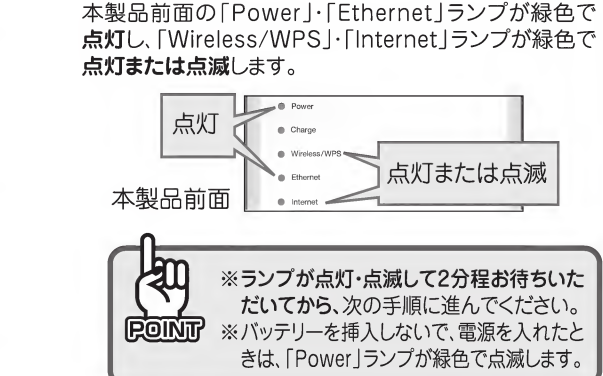 本製品前面の「Power」・「Ethernet」ランプが緑色で
点灯し、「Wireless/WPS」・「Internet」ランプが緑色で
点灯または点滅します。
点灯
Power
Charge
Wireless/WPS
Ethernet
Internet
点灯または点滅
本製品前面
POINT
※ランプが点灯・点滅して2分程お待ちいた
だいてから、次の手順に進んでください。
※バッテリーを挿入しないで、電源を入れたと
きは、「Power」ランプが緑色で点滅します。